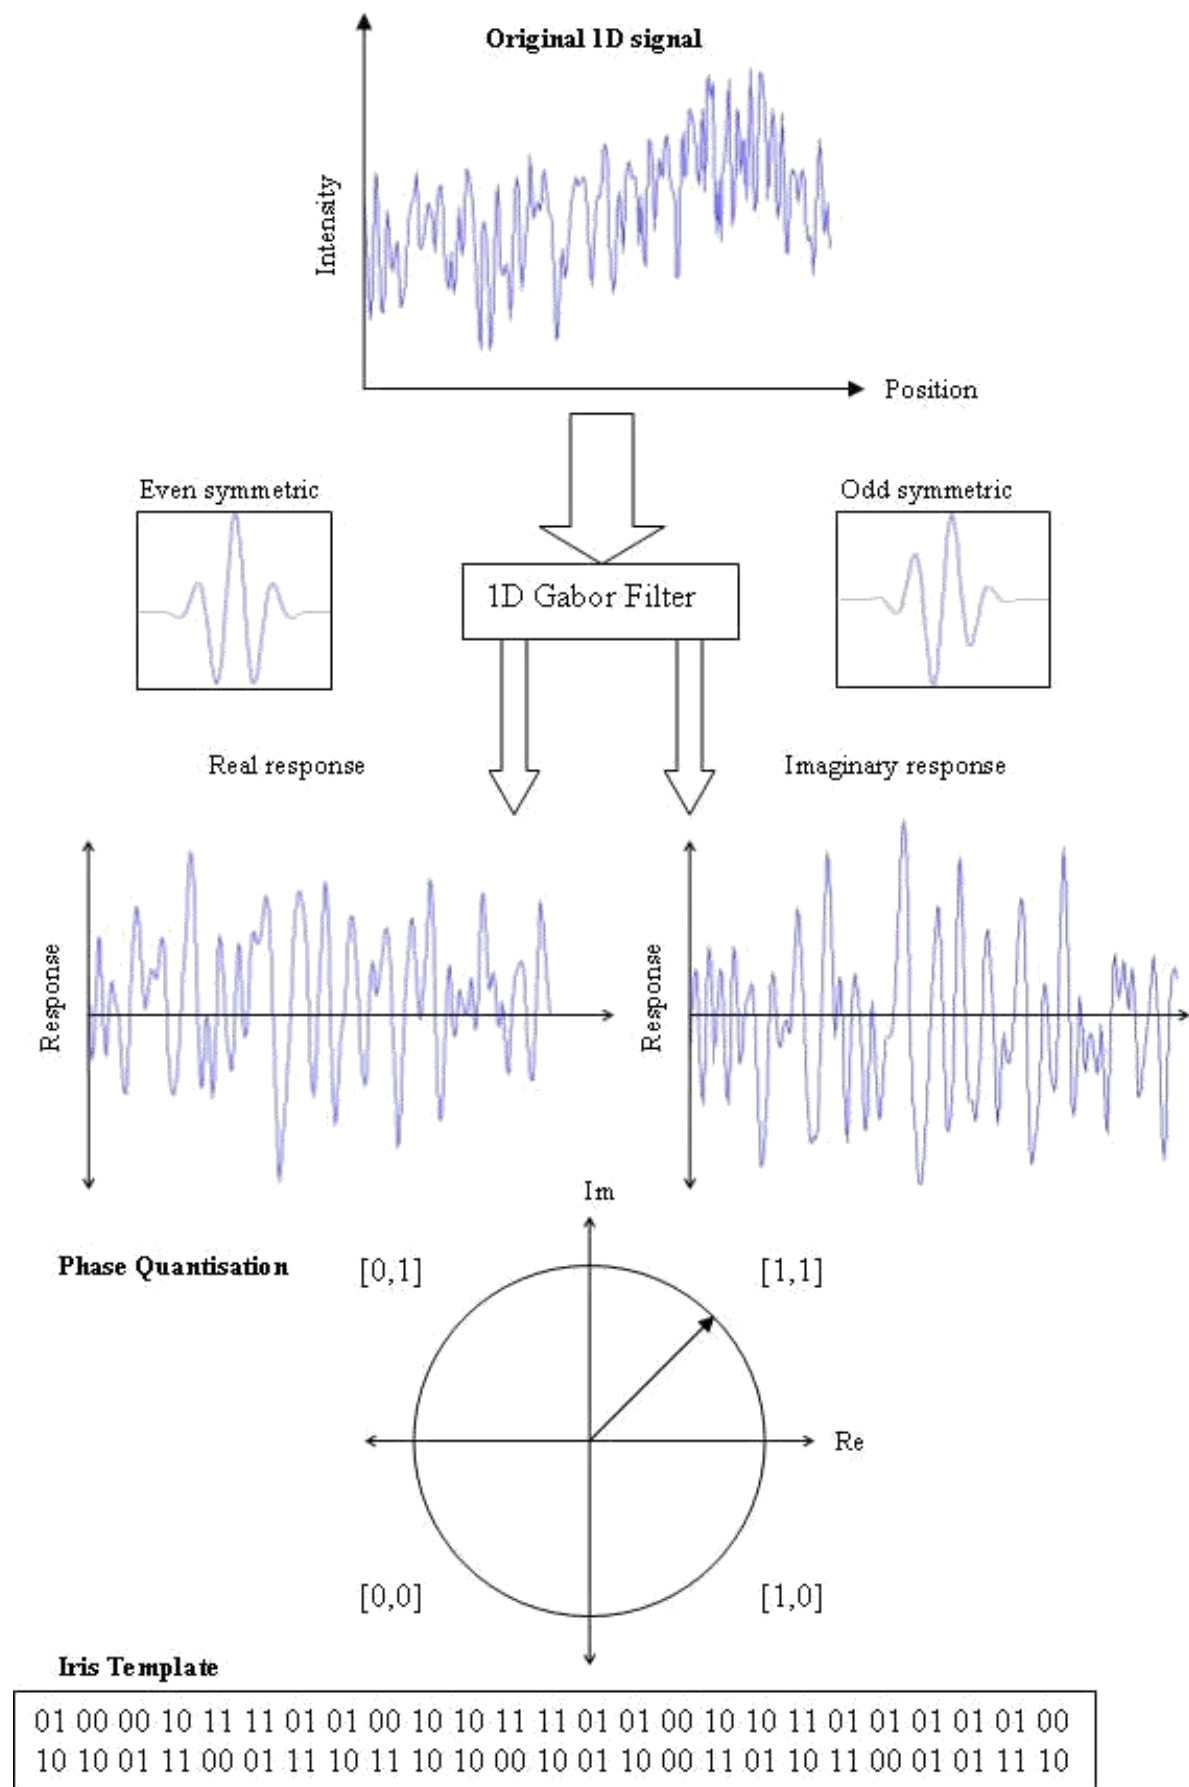 Original 1D signal
Intensity
Position
Even symmetric
Odd symmetric
1D Gabor Filter
Real response
Imaginary response
Response
Response
Im
Phase Quantisation
[0,1]
[1,1]
Re
[0,0]
[1,0]
Iris Template
01 00 00 10 11 11 01 01 00 10 10 11 11 01 01 00 10 10 11 01 01 01 01 01 00
10 10 01 11 00 01 11 10 11 10 10 00 10 01 10 00 11 01 10 11 00 01 01 11 10